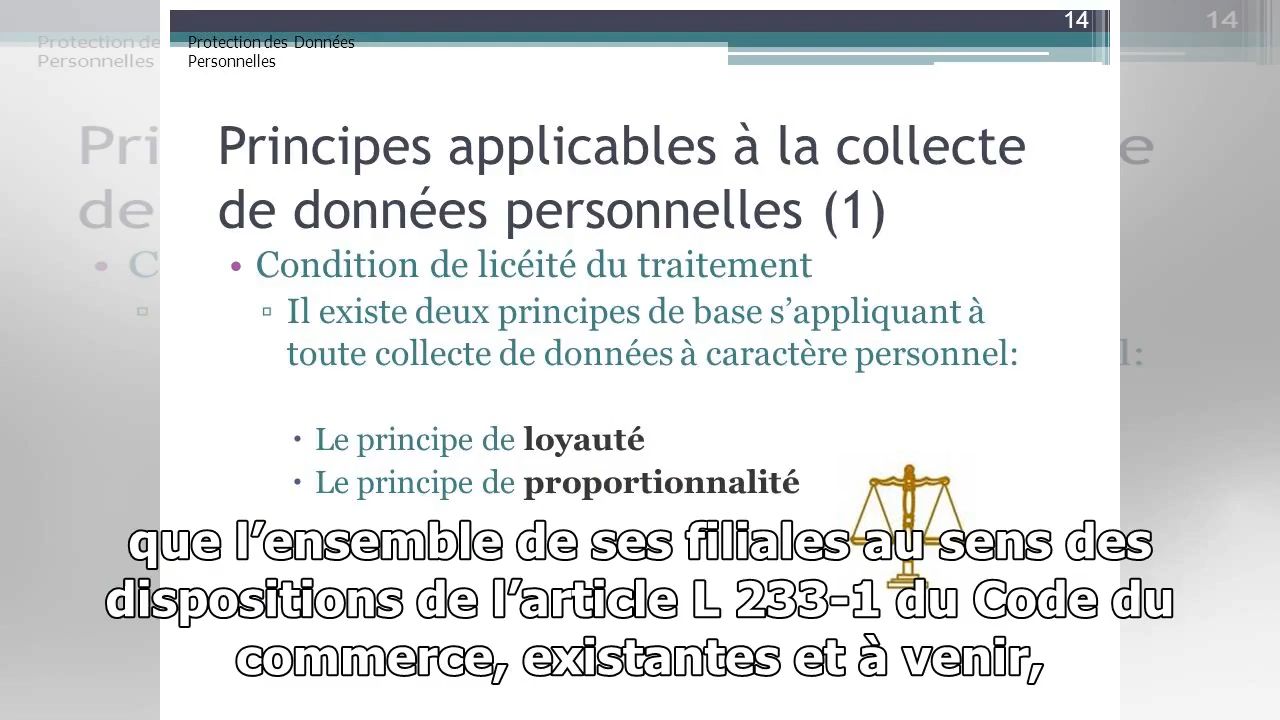 14
Protection des Données
Personnelles
Principes applicables à la collecte
de données personnelles (1)
• Condition de licéité du traitement
▫ Il existe deux principes de base s’appliquant à
toute collecte de données à caractère personnel:
▪ Le principe de loyauté
▪ Le principe de proportionnalité
que l’ensemble de ses filiales au sens des
dispositions de l’article L 233-1 du Code du
commerce, existantes et à venir,